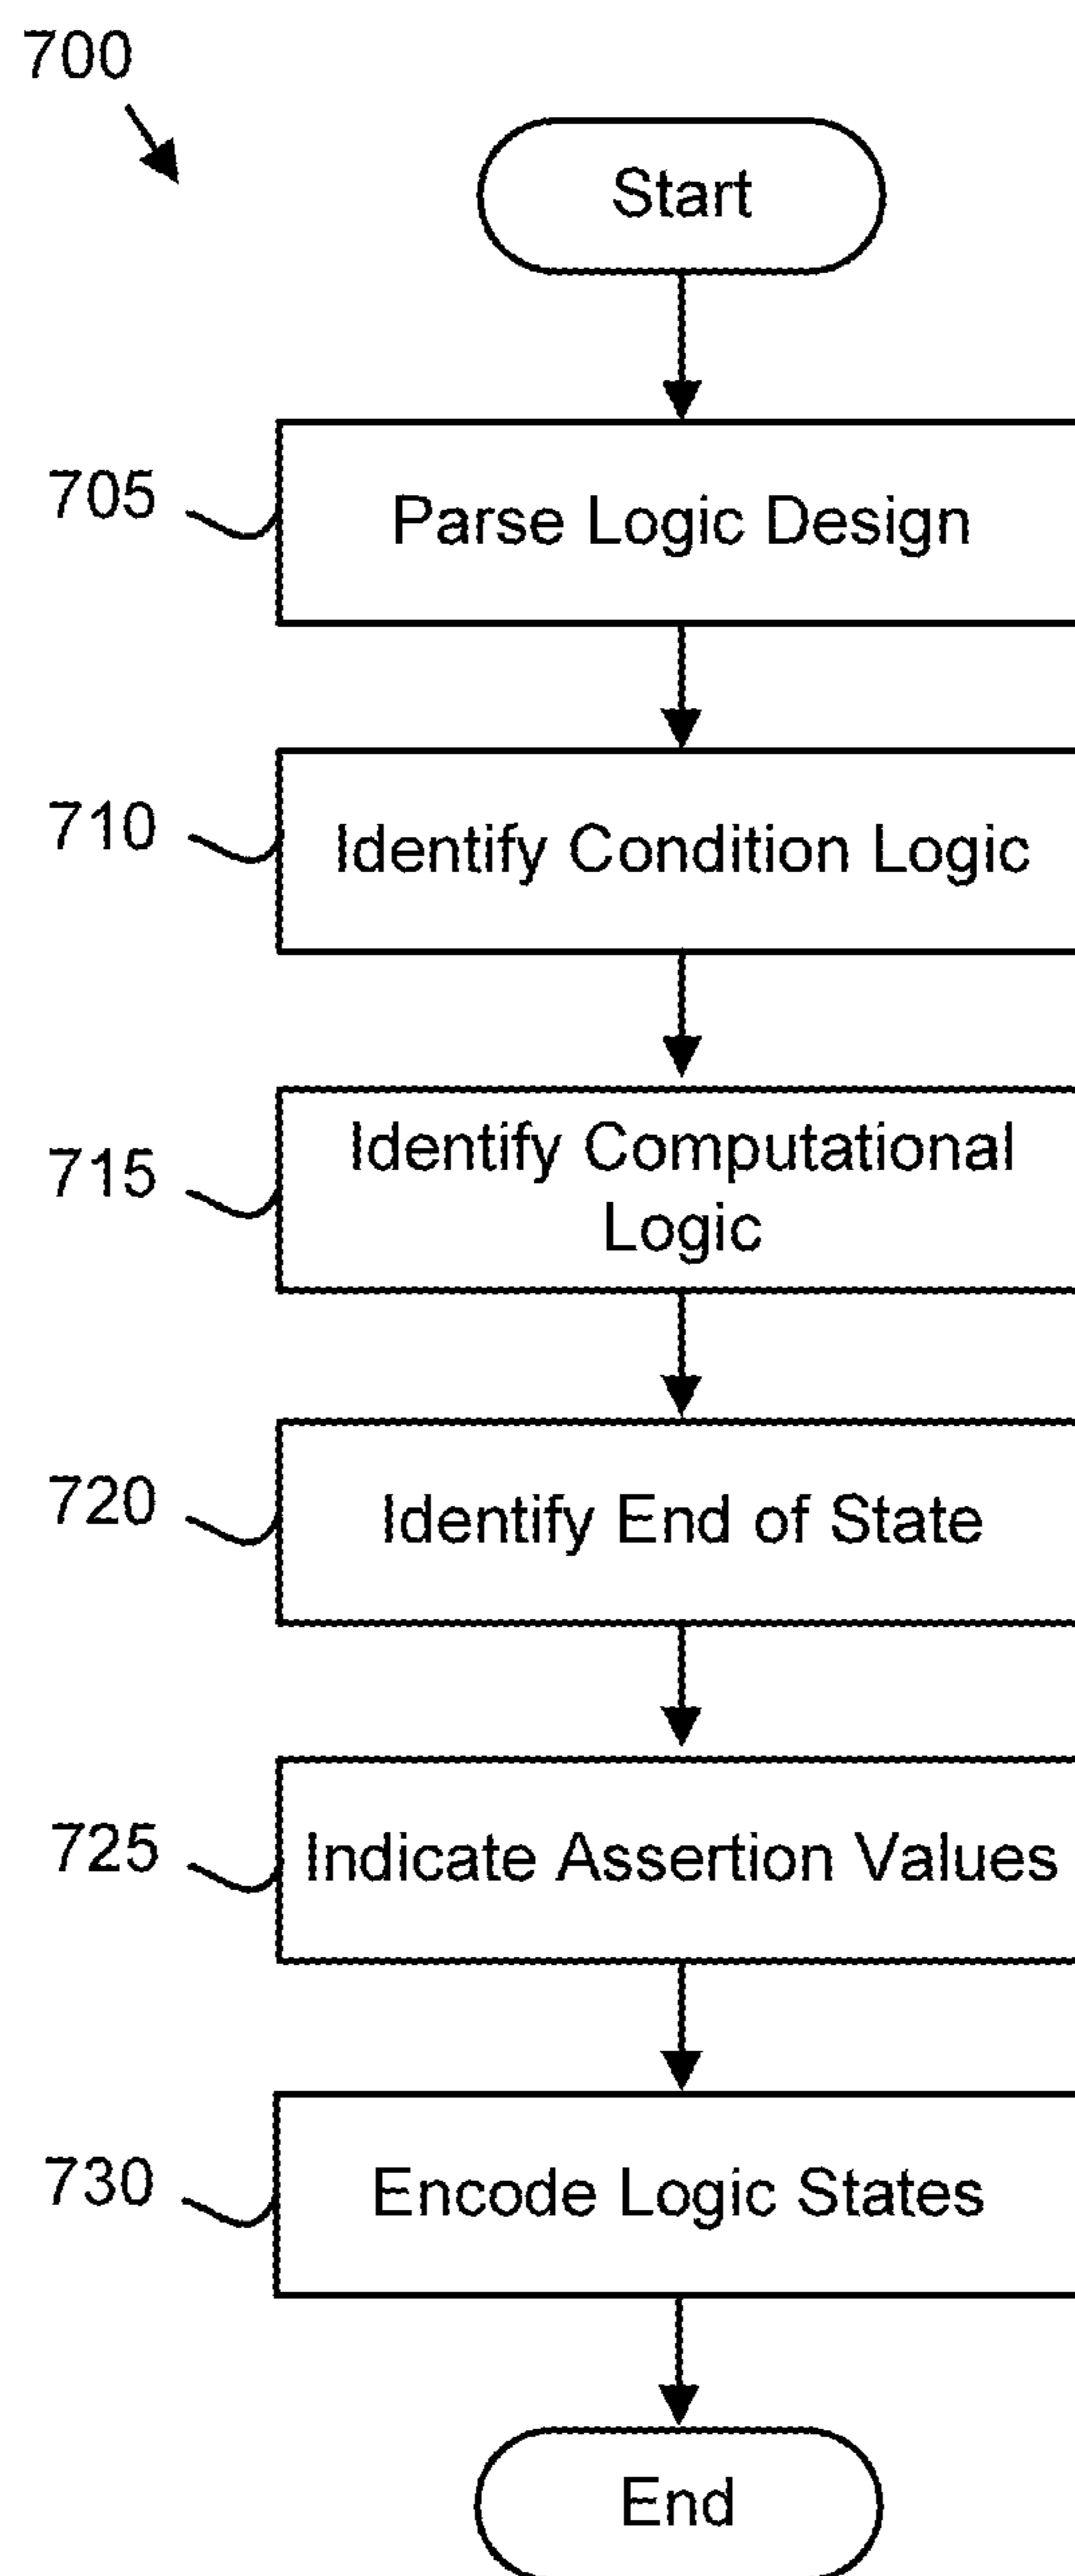 700
Start
705
Parse Logic Design
710
Identify Condition Logic
715
Identify Computational
Logic
720
Identify End of State
725
Indicate Assertion Values
730
Encode Logic States
End